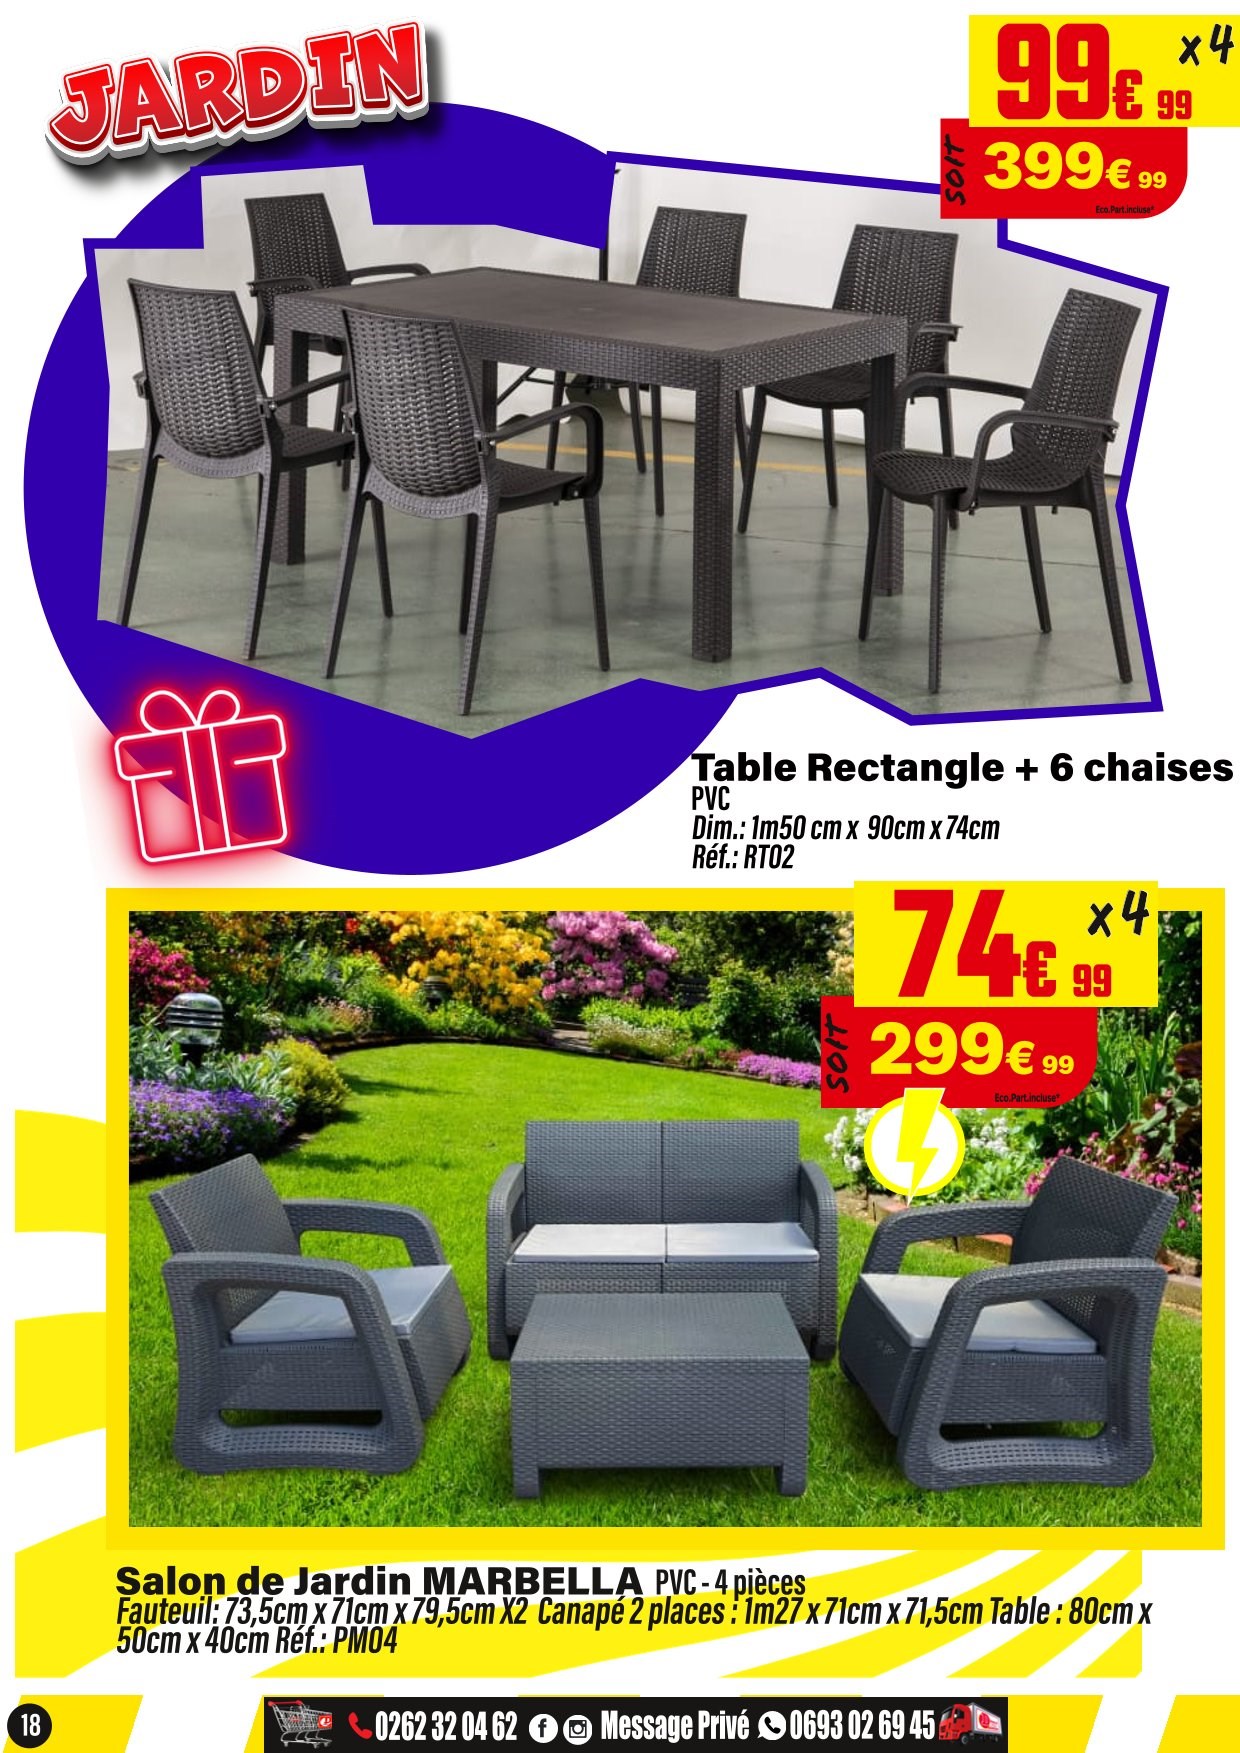 JARDIN
99€99 x4
SOIT 399€99
Eco.Part.incluse*
Table Rectangle + 6 chaises
PVC
Dim.: 1m50 cm x 90cm x 74cm
Réf.: RT02
74€99 x4
SOIT 299€99
Eco.Part.incluse*
Salon de Jardin MARBELLA PVC - 4 pièces
Fauteuil: 73,5cm x 71cm x 79,5cm X2 Canapé 2 places : 1m27 x 71cm x 71,5cm Table : 80cm x
50cm x 40cm Réf.: PM04
18 0262 32 04 62 Message Privé 0693 02 69 45